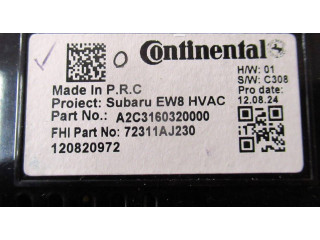 0
Continental
H/W: 01
S/W: C308
Pro date:
12.08.24
Made In P.R.C
Project: Subaru EW8 HVAC
Part No.: A2C3160320000
FHI Part No: 72311AJ230
120820972